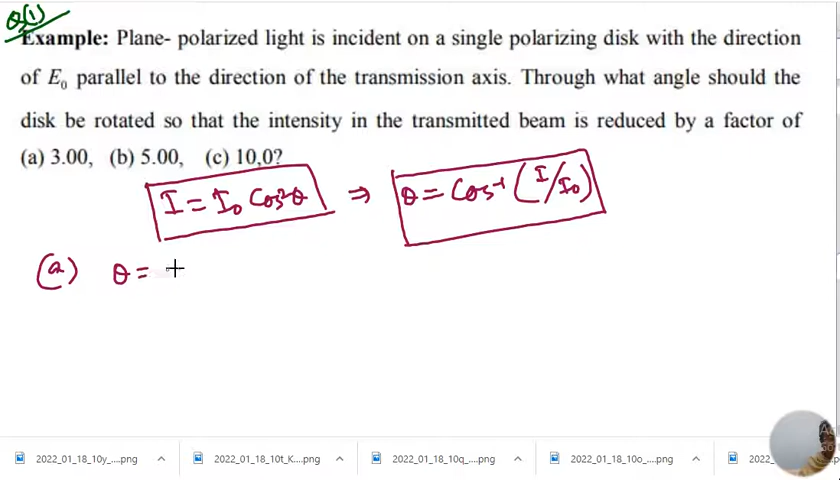 Q(1)
Example: Plane- polarized light is incident on a single polarizing disk with the direction
of E₀ parallel to the direction of the transmission axis. Through what angle should the
disk be rotated so that the intensity in the transmitted beam is reduced by a factor of
(a) 3.00, (b) 5.00, (c) 10,0?
I = I₀ Cos²θ ⇒ θ = Cos⁻¹ (I/I₀)
(a) θ =
2022_01_18_10y_....png 2022_01_18_10t_K....png 2022_01_18_10q_....png 2022_01_18_10o_....png 2022_